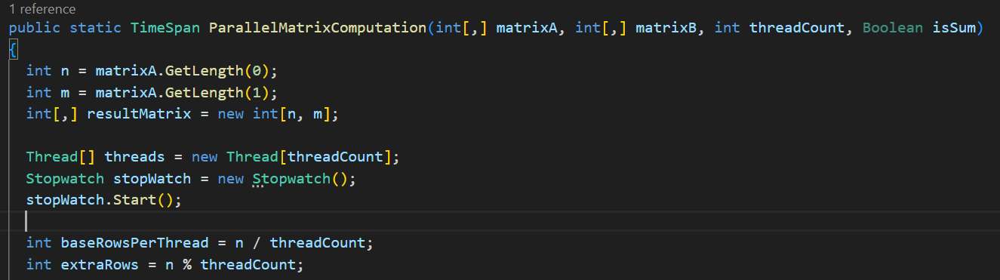 1 reference
public static TimeSpan ParallelMatrixComputation(int[,] matrixA, int[,] matrixB, int threadCount, Boolean isSum)
{
int n = matrixA.GetLength(0);
int m = matrixA.GetLength(1);
int[,] resultMatrix = new int[n, m];
Thread[] threads = new Thread[threadCount];
Stopwatch stopWatch = new Stopwatch();
stopWatch.Start();
int baseRowsPerThread = n / threadCount;
int extraRows = n % threadCount;